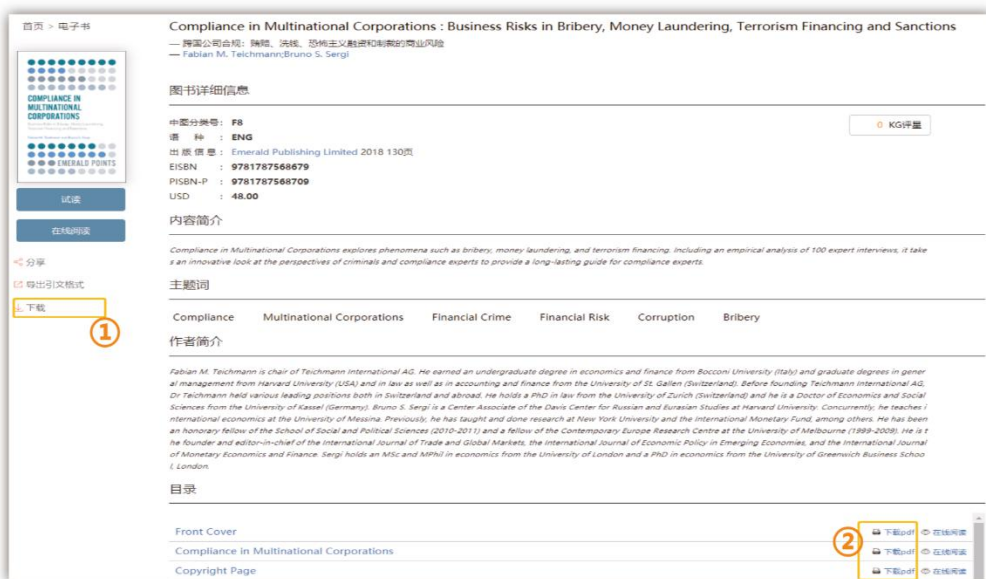 首页 > 电子书
Compliance in Multinational Corporations : Business Risks in Bribery, Money Laundering, Terrorism Financing and Sanctions
— 跨国公司合规: 贿赂、洗钱、恐怖主义融资和制裁的商业风险
— Fabian M. Teichmann;Bruno S. Sergi
COMPLIANCE IN
MULTINATIONAL
CORPORATIONS
EMERALD POINTS
试读
在线阅读
分享
导出引文格式
下载
①
图书详细信息
中图分类号: F8
语 种 : ENG
出版信息: Emerald Publishing Limited 2018 130页
EISBN : 9781787568679
PISBN-P : 9781787568709
USD : 48.00
0 KG评星
内容简介
Compliance in Multinational Corporations explores phenomena such as bribery, money laundering, and terrorism financing. Including an empirical analysis of 100 expert interviews, it take
s an innovative look at the perspectives of criminals and compliance experts to provide a long-lasting guide for compliance experts.
主题词
Compliance Multinational Corporations Financial Crime Financial Risk Corruption Bribery
作者简介
Fabian M. Teichmann is chair of Teichmann International AG. He earned an undergraduate degree in economics and finance from Bocconi University (Italy) and graduate degrees in gener
al management from Harvard University (USA) and in law as well as in accounting and finance from the University of St. Gallen (Switzerland). Before founding Teichmann International AG,
Dr Teichmann held various leading positions both in Switzerland and abroad. He holds a PhD in law from the University of Zurich (Switzerland) and he is a Doctor of Economics and Social
Sciences from the University of Kassel (Germany). Bruno S. Sergi is a Center Associate of the Davis Center for Russian and Eurasian Studies at Harvard University. Concurrently, he teaches i
nternational economics at the University of Messina. Previously, he has taught and done research at New York University and the International Monetary Fund, among others. He has been
an honorary fellow of the School of Social and Political Sciences (2010-2011) and a fellow of the Contemporary Europe Research Centre at the University of Melbourne (1999-2009). He is t
he founder and editor-in-chief of the International Journal of Trade and Global Markets, the International Journal of Economic Policy in Emerging Economies, and the International Journal
of Monetary Economics and Finance. Sergi holds an MSc and MPhil in economics from the University of London and a PhD in economics from the University of Greenwich Business Schoo
l, London.
目录
Front Cover 下载pdf 在线阅读
②
Compliance in Multinational Corporations 下载pdf 在线阅读
Copyright Page 下载pdf 在线阅读